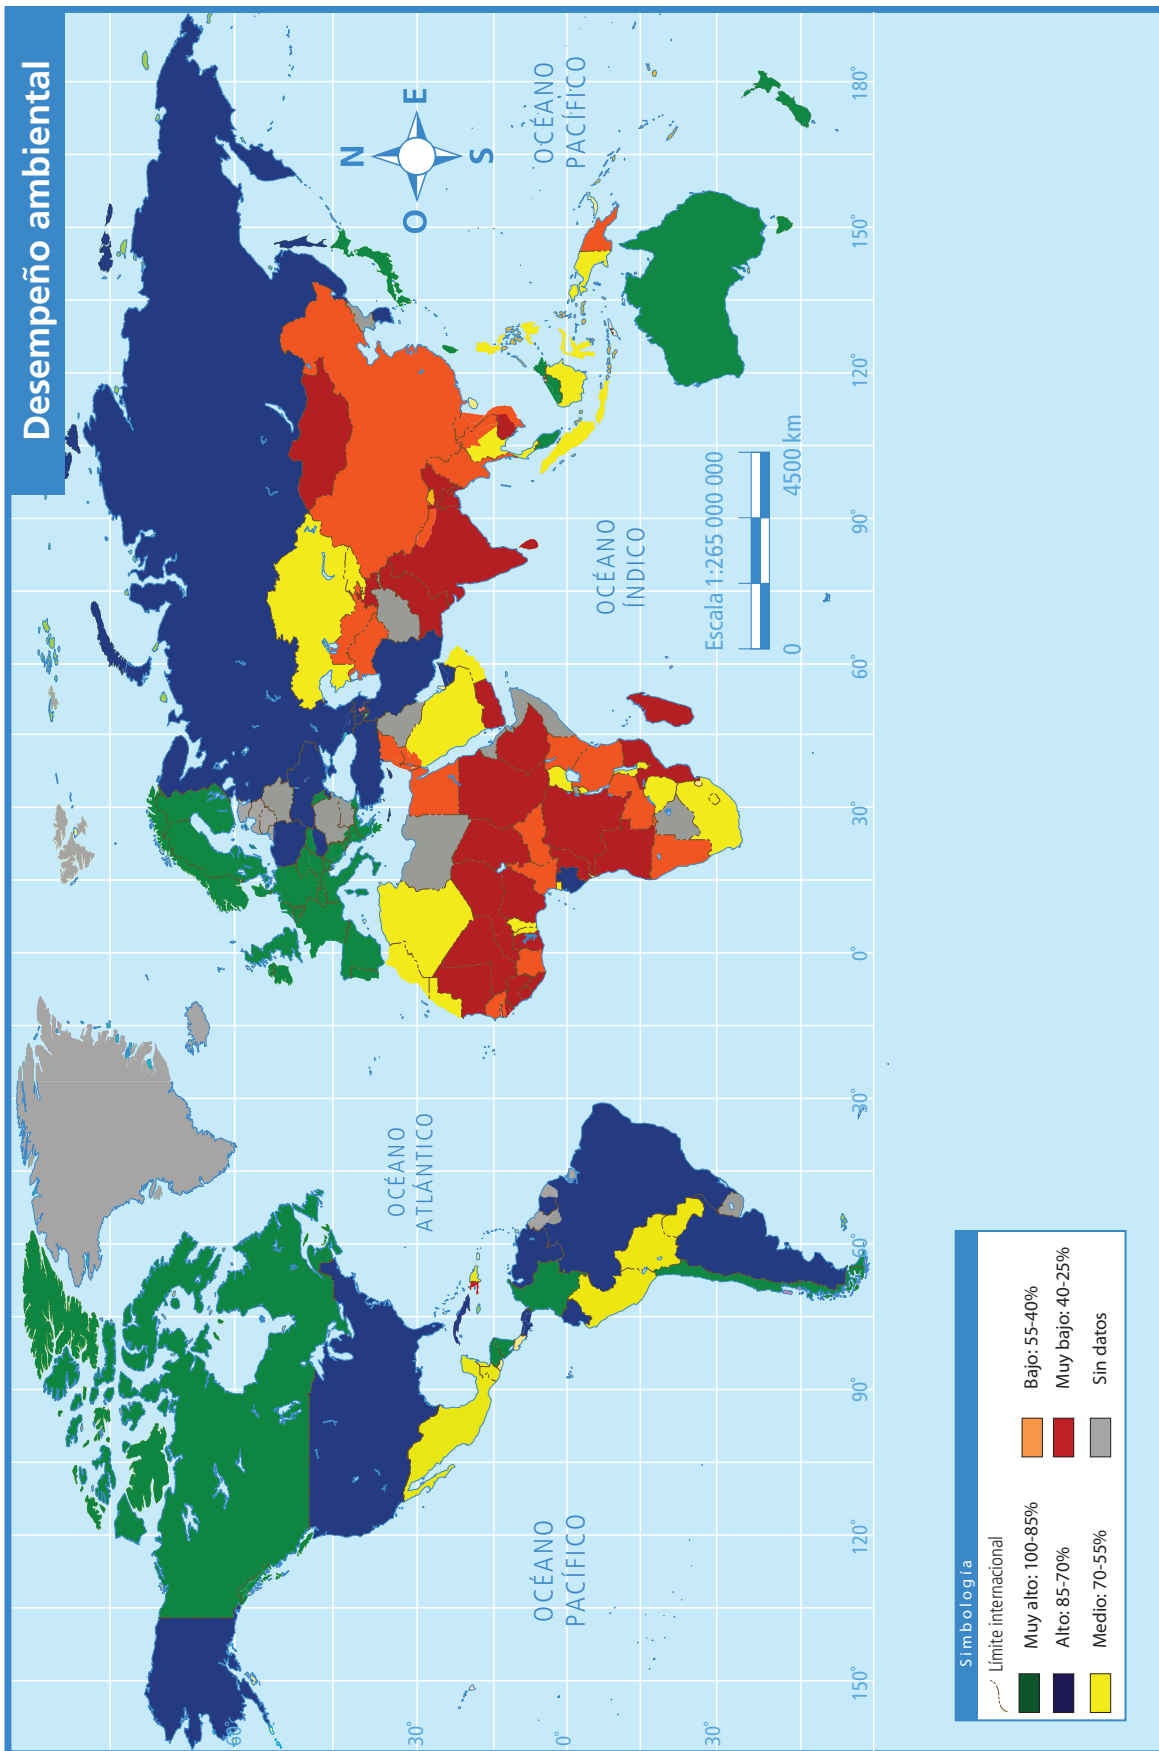 Desempeño ambiental
N
O
E
S
OCÉANO
ATLÁNTICO
OCÉANO
PACÍFICO
OCÉANO
PACÍFICO
OCÉANO
ÍNDICO
Escala 1:265 000 000
0
4500 km
60°
30°
0°
30°
150°
120°
90°
60°
30°
0°
30°
60°
90°
120°
150°
180°
Simbología
Límite internacional
Muy alto: 100-85%
Alto: 85-70%
Medio: 70-55%
Bajo: 55-40%
Muy bajo: 40-25%
Sin datos